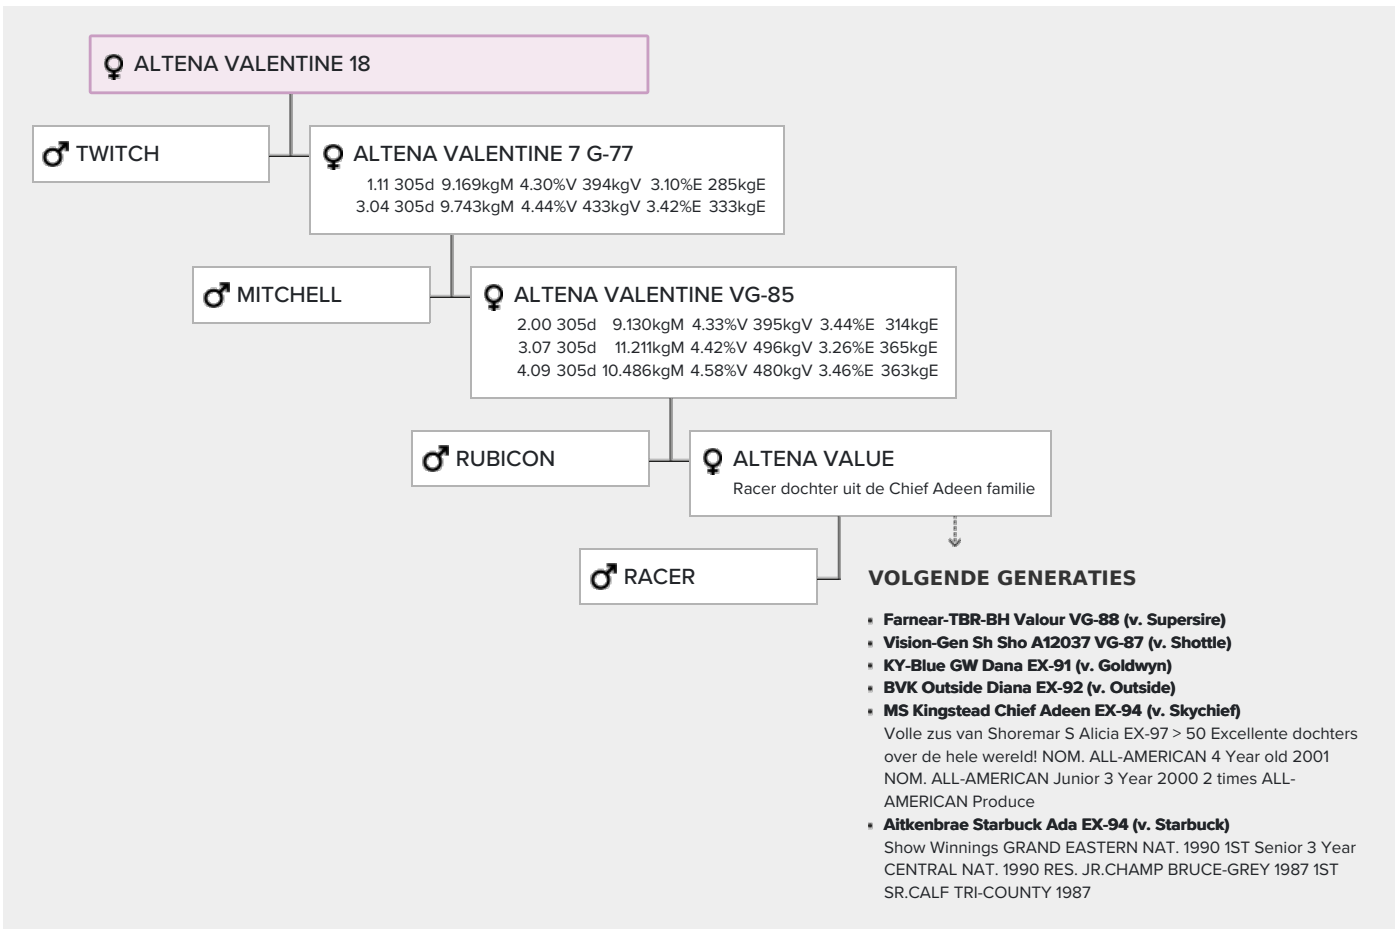 ALTENA VALENTINE 18
TWITCH
ALTENA VALENTINE 7 G-77
1.11 305d 9.169kgM 4.30%V 394kgV 3.10%E 285kgE
3.04 305d 9.743kgM 4.44%V 433kgV 3.42%E 333kgE
MITCHELL
ALTENA VALENTINE VG-85
2.00 305d 9.130kgM 4.33%V 395kgV 3.44%E 314kgE
3.07 305d 11.211kgM 4.42%V 496kgV 3.26%E 365kgE
4.09 305d 10.486kgM 4.58%V 480kgV 3.46%E 363kgE
RUBICON
ALTENA VALUE
Racer dochter uit de Chief Adeen familie
RACER
VOLGENDE GENERATIES
Farnear-TBR-BH Valour VG-88 (v. Supersire)
Vision-Gen Sh Sho A12037 VG-87 (v. Shottle)
KY-Blue GW Dana EX-91 (v. Goldwyn)
BVK Outside Diana EX-92 (v. Outside)
MS Kingstead Chief Adeen EX-94 (v. Skychief)
Volle zus van Shoremar S Alicia EX-97 > 50 Excellente dochters
over de hele wereld! NOM. ALL-AMERICAN 4 Year old 2001
NOM. ALL-AMERICAN Junior 3 Year 2000 2 times ALL-
AMERICAN Produce
Aitkenbrae Starbuck Ada EX-94 (v. Starbuck)
Show Winnings GRAND EASTERN NAT. 1990 1ST Senior 3 Year
CENTRAL NAT. 1990 RES. JR.CHAMP BRUCE-GREY 1987 1ST
SR.CALF TRI-COUNTY 1987